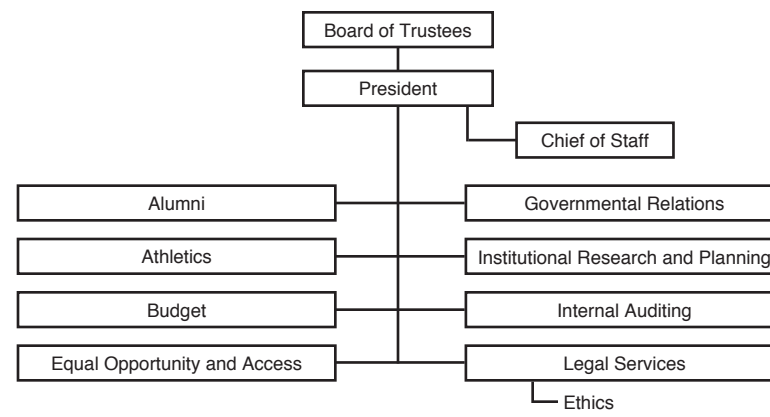 Board of Trustees
President
Chief of Staff
Alumni
Governmental Relations
Athletics
Institutional Research and Planning
Budget
Internal Auditing
Equal Opportunity and Access
Legal Services
Ethics